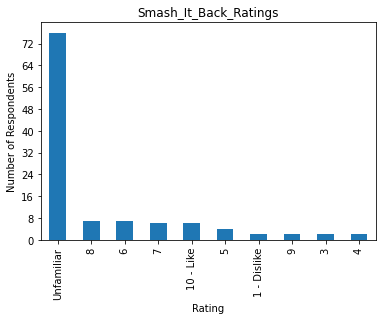 Smash_It_Back_Ratings
Number of Respondents
72
64
56
48
40
32
24
16
8
0
Unfamiliar
8
6
7
10 - Like
5
1 - Dislike
9
3
4
Rating